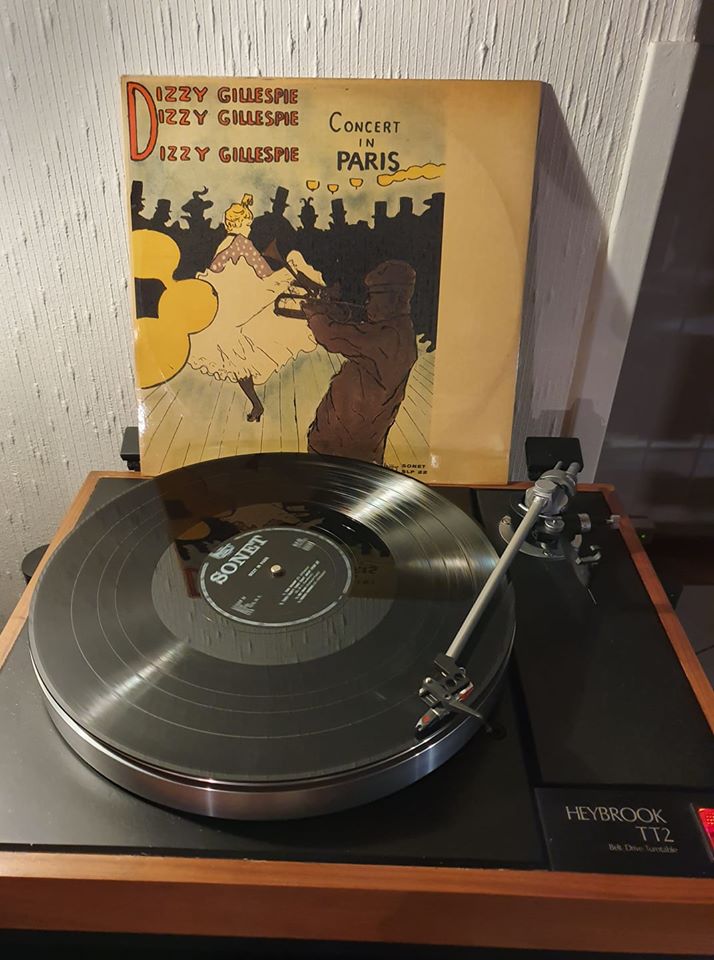 DIZZY GILLESPIE
DIZZY GILLESPIE
DIZZY GILLESPIE
CONCERT
IN
PARIS
SONET
SLP 22
SONET
HEYBROOK
TT2
Belt Drive Turntable